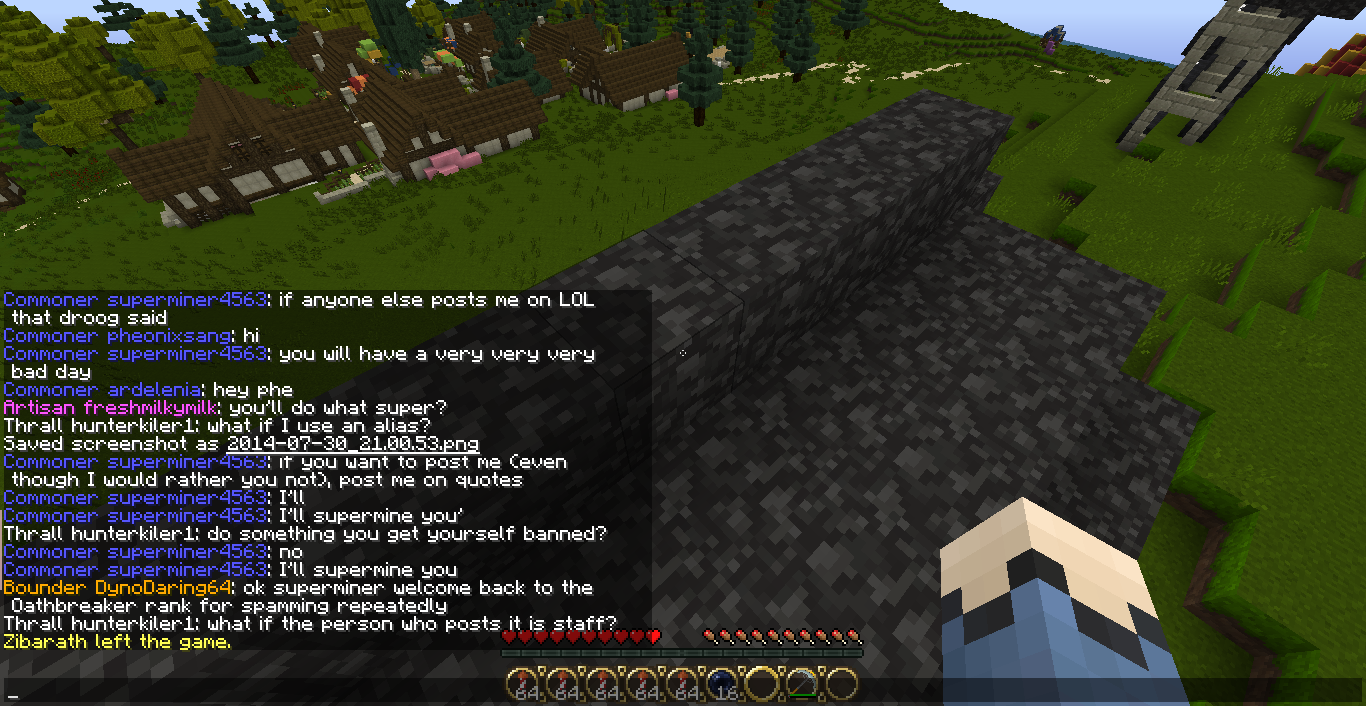 Commoner superminer4563: if anyone else posts me on LOL
that droog said
Commoner pheonixsang: hi
Commoner superminer4563: you will have a very very very
bad day
Commoner ardelenia: hey phe
Artisan freshmilkymilk: you'll do what super?
Thrall hunterkiler1: what if I use an alias?
Saved screenshot as 2014-07-30_21.00.53.png
Commoner superminer4563: if you want to post me (even
though I would rather you not), post me on quotes
Commoner superminer4563: I'll
Commoner superminer4563: I'll supermine you'
Thrall hunterkiler1: do something you get yourself banned?
Commoner superminer4563: no
Commoner superminer4563: I'll supermine you
Bounder DynoDaring64: ok superminer welcome back to the
Oathbreaker rank for spamming repeatedly
Thrall hunterkiler1: what if the person who posts it is staff?
Zibarath left the game.
64 64 64 64 64 16
_